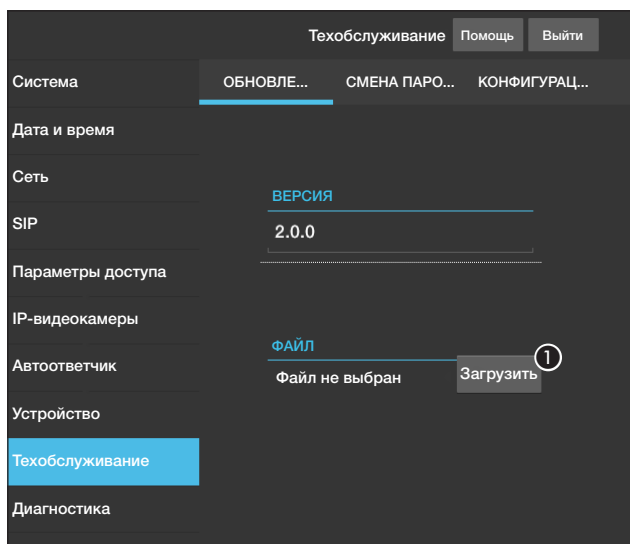 Техобслуживание Помощь Выйти
Система
ОБНОВЛЕ... СМЕНА ПАРО... КОНФИГУРАЦ...
Дата и время
Сеть
ВЕРСИЯ
SIP
2.0.0
Параметры доступа
IP-видеокамеры
ФАЙЛ
1
Автоответчик
Файл не выбран Загрузить
Устройство
Техобслуживание
Диагностика